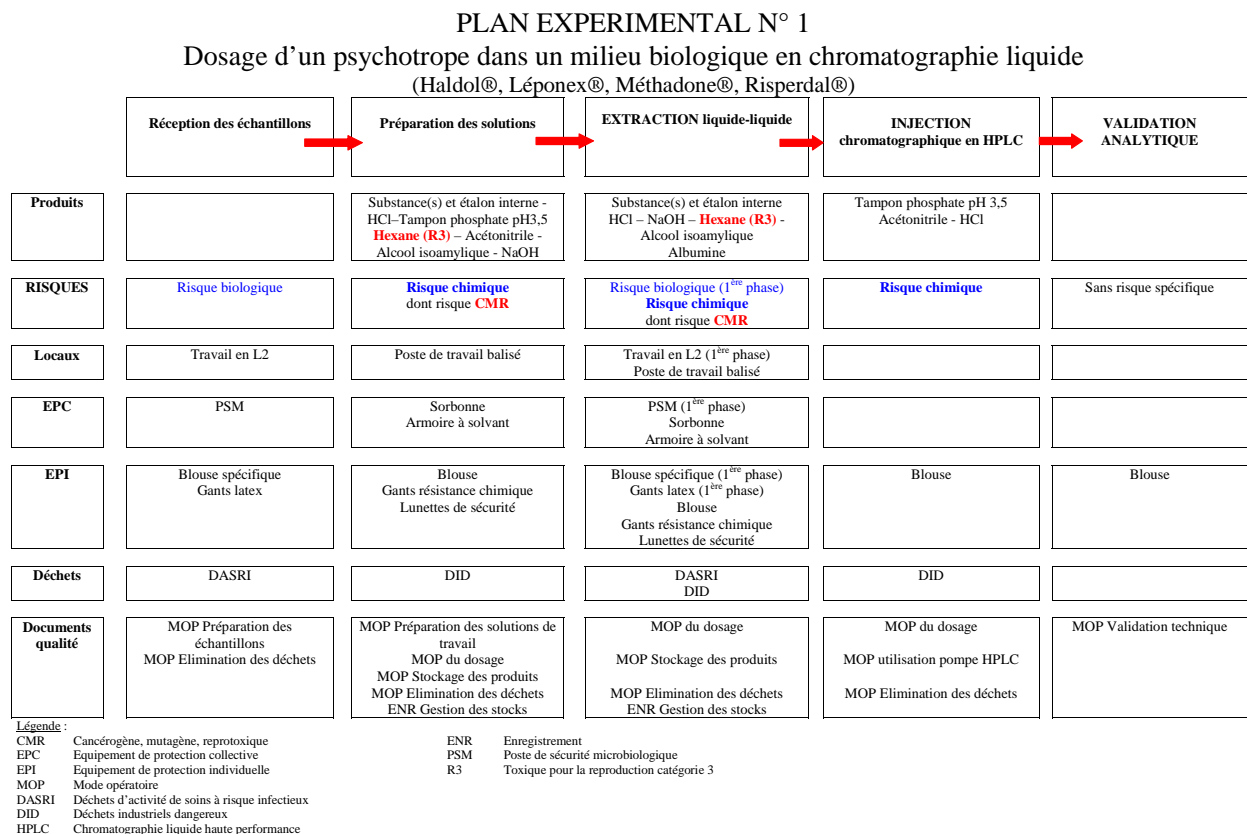 PLAN EXPERIMENTAL N° 1
Dosage d'un psychotrope dans un milieu biologique en chromatographie liquide
(Haldol®, Léponex®, Méthadone®, Risperdal®)
Réception des échantillons
Préparation des solutions
EXTRACTION liquide-liquide
INJECTION
chromatographique en HPLC
VALIDATION
ANALYTIQUE
Produits
Substance(s) et étalon interne -
HCl–Tampon phosphate pH3,5
Hexane (R3) – Acétonitrile -
Alcool isoamylique - NaOH
Substance(s) et étalon interne
HCl – NaOH – Hexane (R3) -
Alcool isoamylique
Albumine
Tampon phosphate pH 3,5
Acétonitrile - HCl
RISQUES
Risque biologique
Risque chimique
dont risque CMR
Risque biologique (1ère phase)
Risque chimique
dont risque CMR
Risque chimique
Sans risque spécifique
Locaux
Travail en L2
Poste de travail balisé
Travail en L2 (1ère phase)
Poste de travail balisé
EPC
PSM
Sorbonne
Armoire à solvant
PSM (1ère phase)
Sorbonne
Armoire à solvant
EPI
Blouse spécifique
Gants latex
Blouse
Gants résistance chimique
Lunettes de sécurité
Blouse spécifique (1ère phase)
Gants latex (1ère phase)
Blouse
Gants résistance chimique
Lunettes de sécurité
Blouse
Blouse
Déchets
DASRI
DID
DASRI
DID
DID
Documents
qualité
MOP Préparation des
échantillons
MOP Elimination des déchets
MOP Préparation des solutions de
travail
MOP du dosage
MOP Stockage des produits
MOP Elimination des déchets
ENR Gestion des stocks
MOP du dosage
MOP Stockage des produits
MOP Elimination des déchets
ENR Gestion des stocks
MOP du dosage
MOP utilisation pompe HPLC
MOP Elimination des déchets
MOP Validation technique
Légende :
CMR Cancérogène, mutagène, reprotoxique
EPC Equipement de protection collective
EPI Equipement de protection individuelle
MOP Mode opératoire
DASRI Déchets d'activité de soins à risque infectieux
DID Déchets industriels dangereux
HPLC Chromatographie liquide haute performance
ENR Enregistrement
PSM Poste de sécurité microbiologique
R3 Toxique pour la reproduction catégorie 3